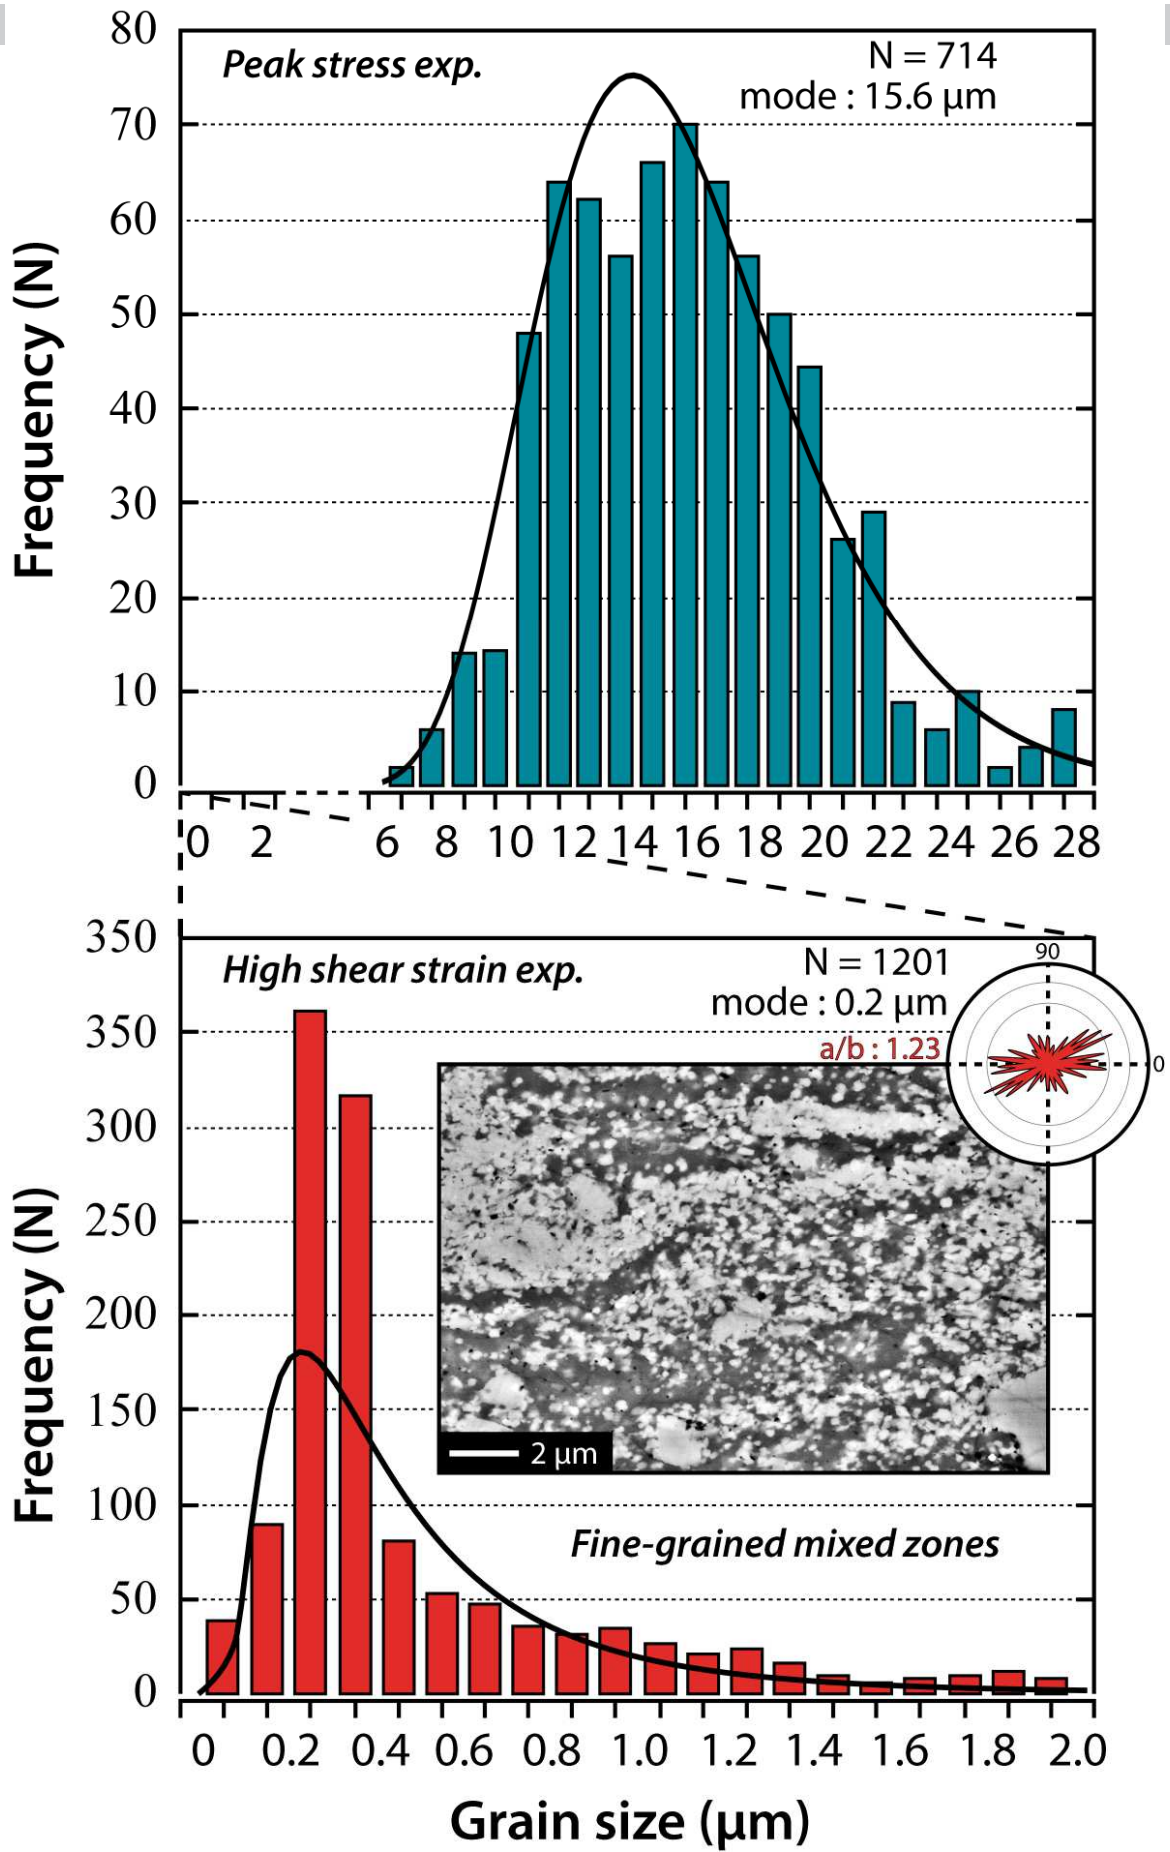 80
Peak stress exp.
N = 714
mode : 15.6 µm
70
60
50
40
30
20
10
0
Frequency (N)
0 2 6 8 10 12 14 16 18 20 22 24 26 28
350
High shear strain exp.
N = 1201
mode : 0.2 µm
a/b : 1.23
90
0
350
300
250
200
150
100
50
0
Frequency (N)
2 µm
Fine-grained mixed zones
0 0.2 0.4 0.6 0.8 1.0 1.2 1.4 1.6 1.8 2.0
Grain size (µm)